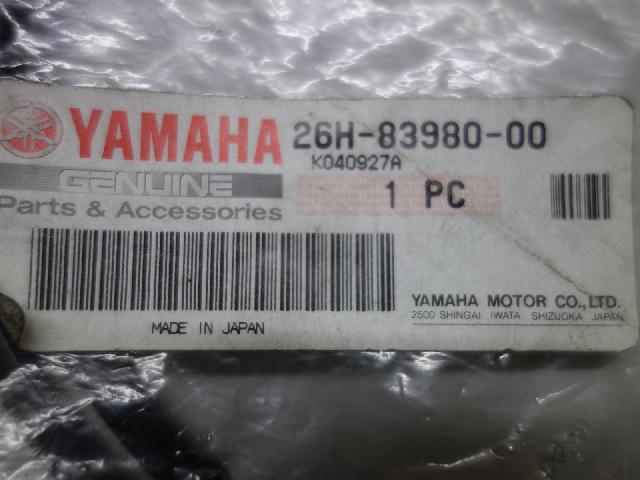 YAMAHA 26H-83980-00
K040927A
GENUINE 1 PC
Parts & Accessories
YAMAHA MOTOR CO., LTD.
2500 SHINGAI IWATA SHIZUOKA JAPAN
MADE IN JAPAN